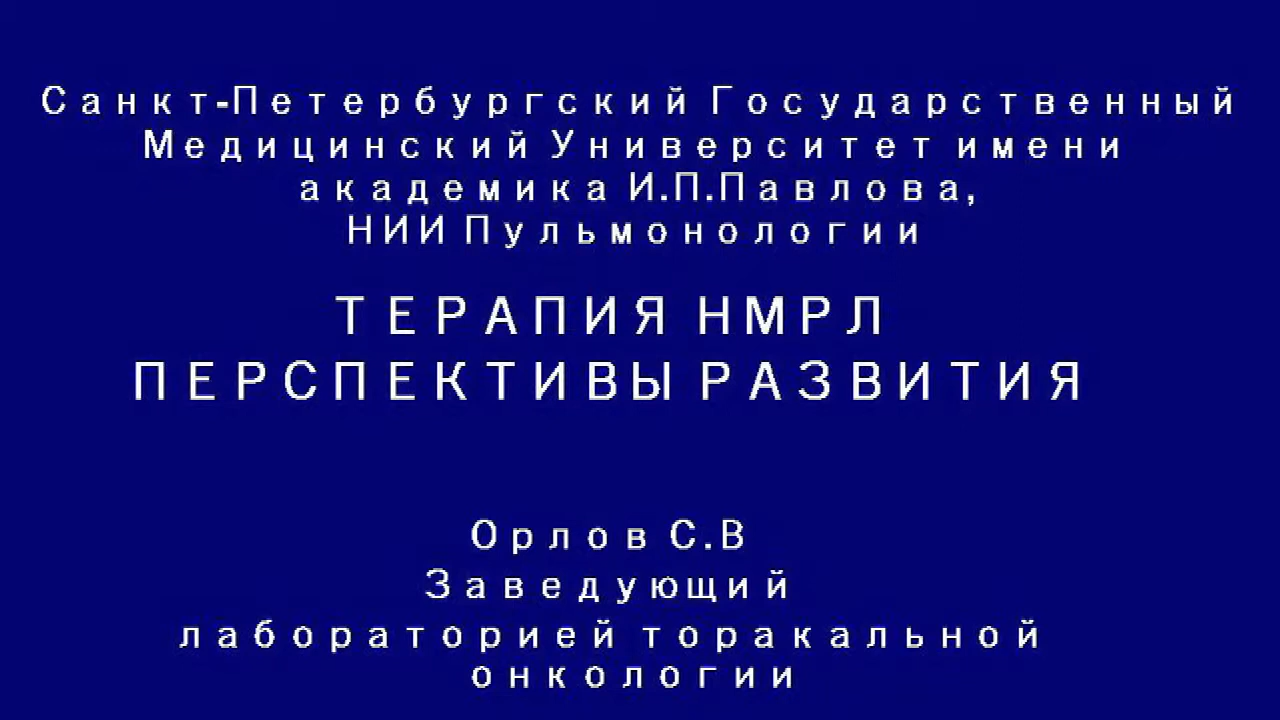 Санкт-Петербургский Государственный
Медицинский Университет имени
академика И.П.Павлова,
НИИ Пульмонологии
ТЕРАПИЯ НМРЛ
ПЕРСПЕКТИВЫ РАЗВИТИЯ
Орлов С.В
Заведующий
лабораторией торакальной
онкологии